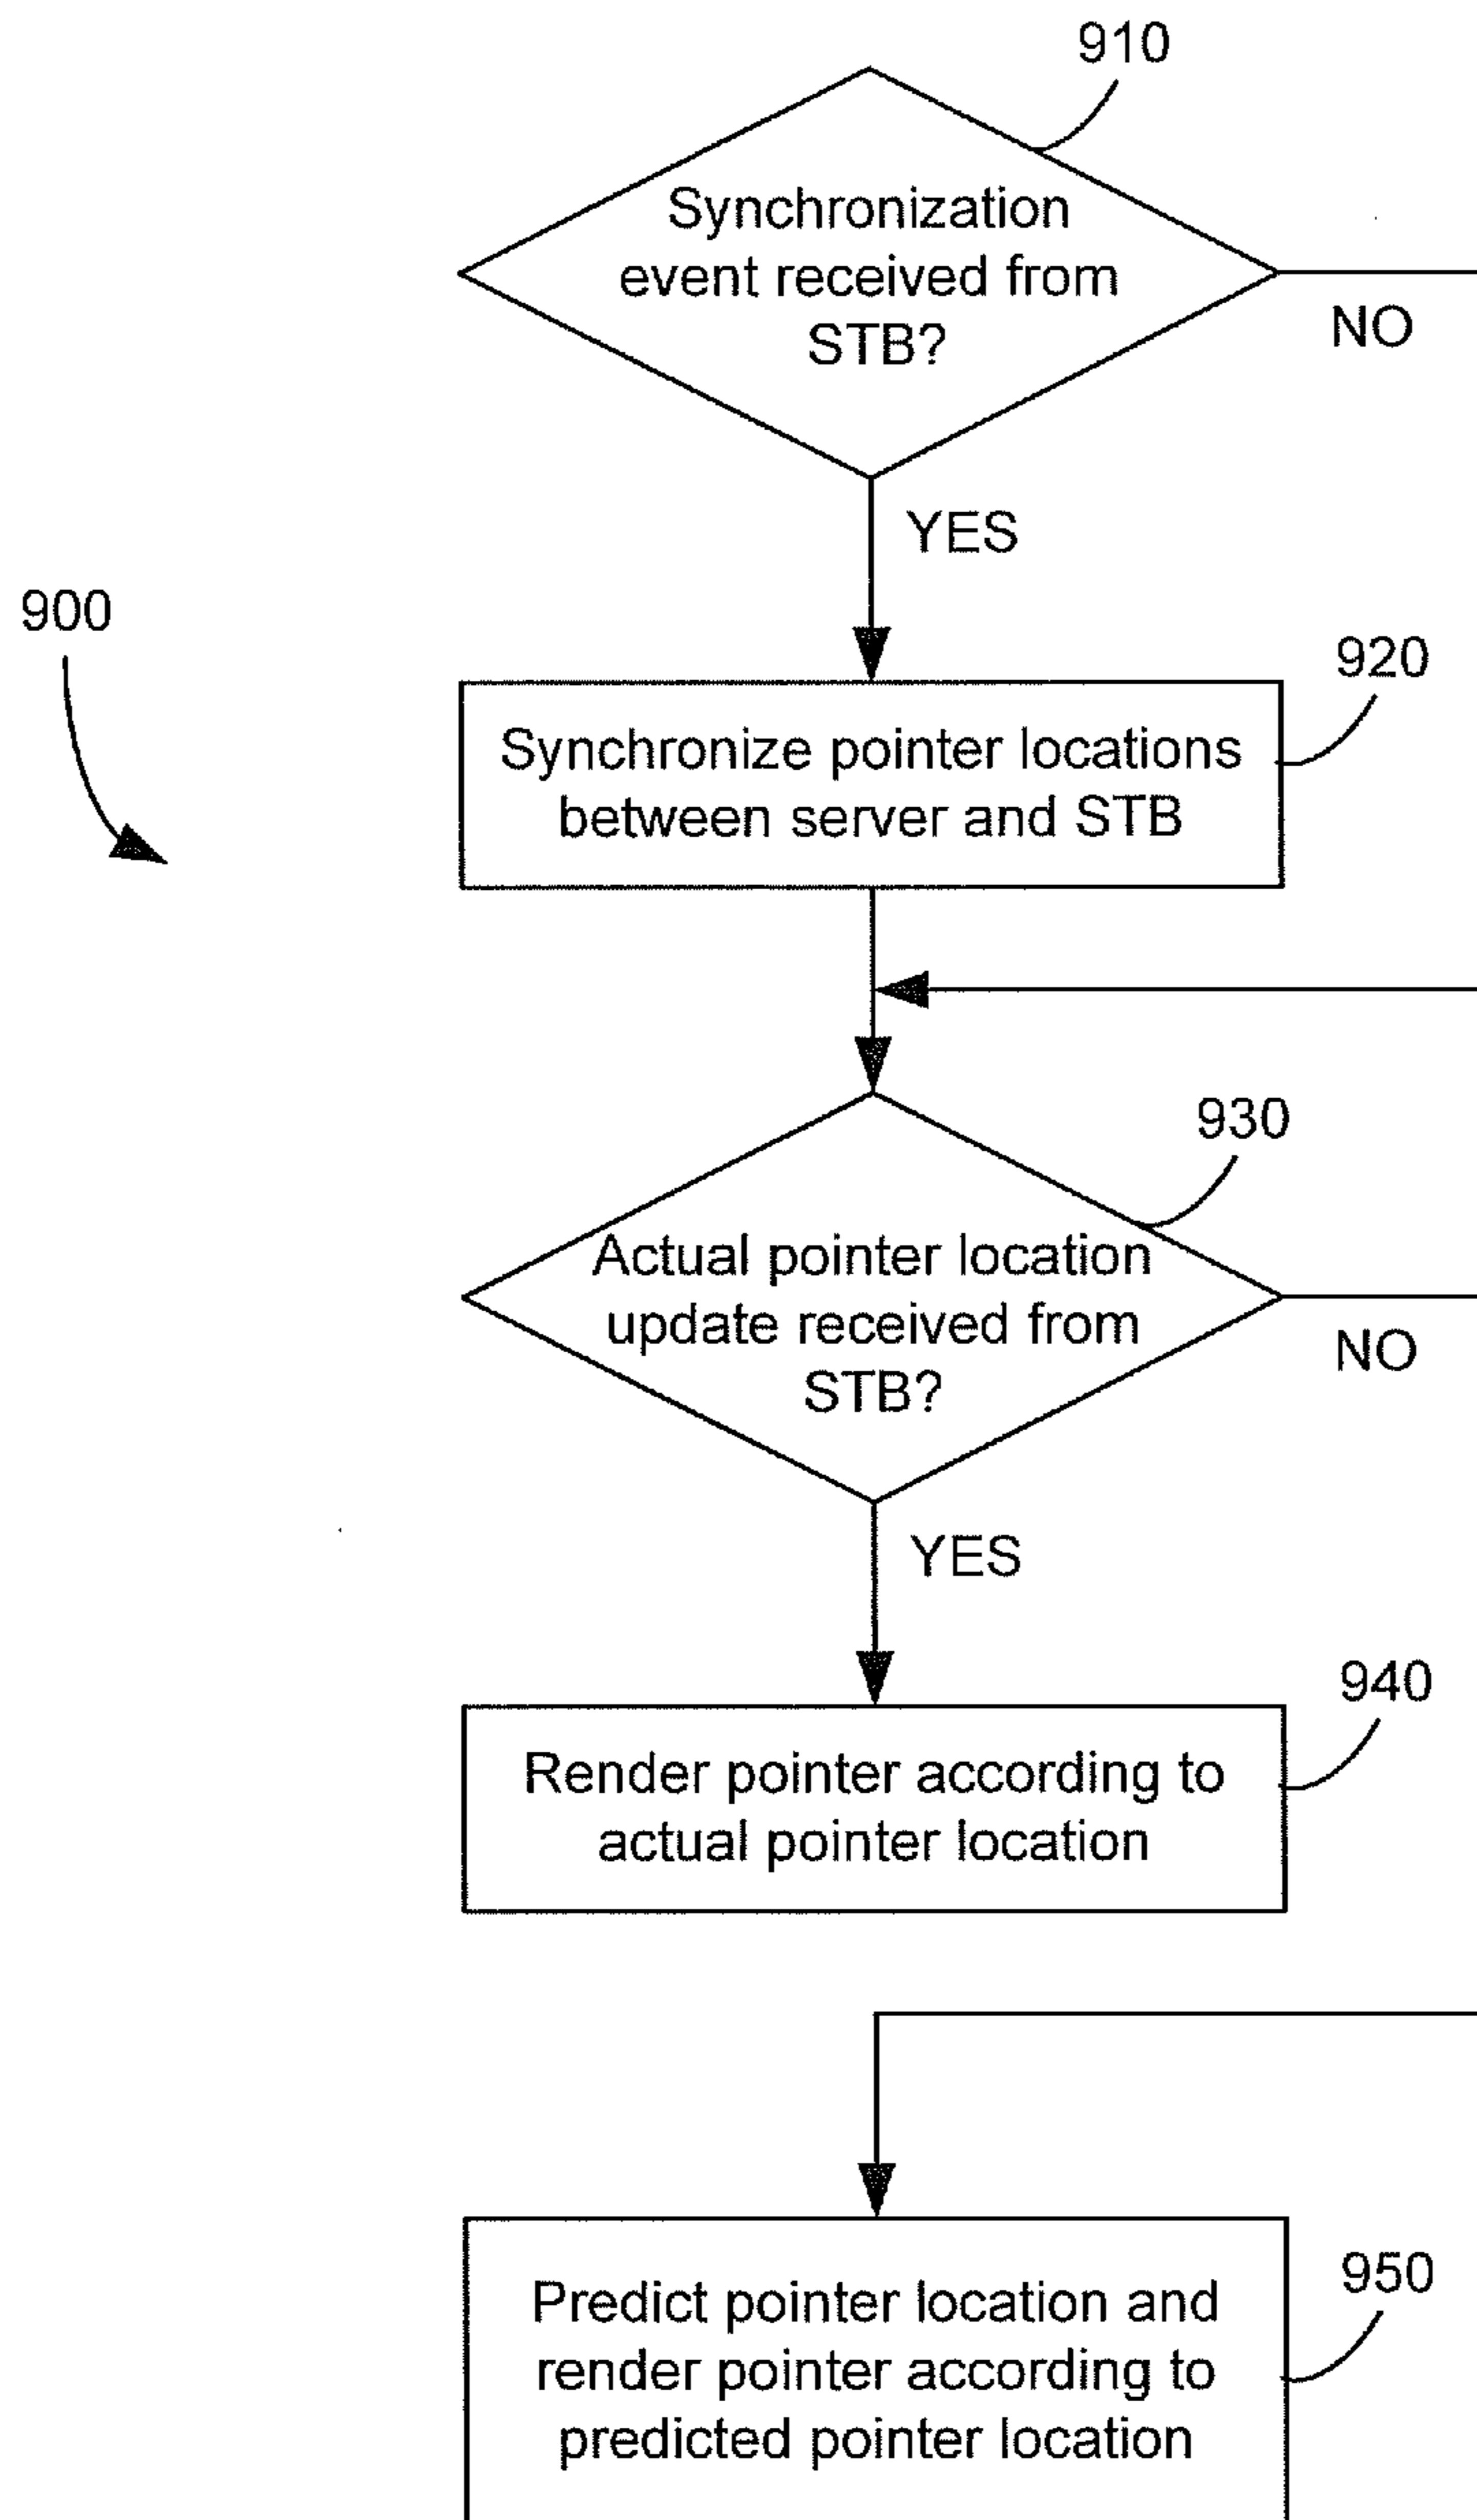 910
Synchronization
event received from
STB?
NO
YES
900
920
Synchronize pointer locations
between server and STB
930
Actual pointer location
update received from
STB?
NO
YES
940
Render pointer according to
actual pointer location
950
Predict pointer location and
render pointer according to
predicted pointer location